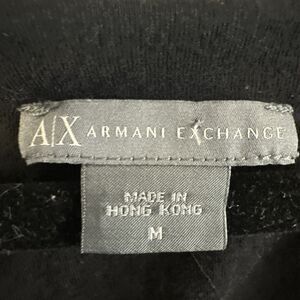 A|X ARMANI EXCHANGE
MADE IN
HONG KONG
M